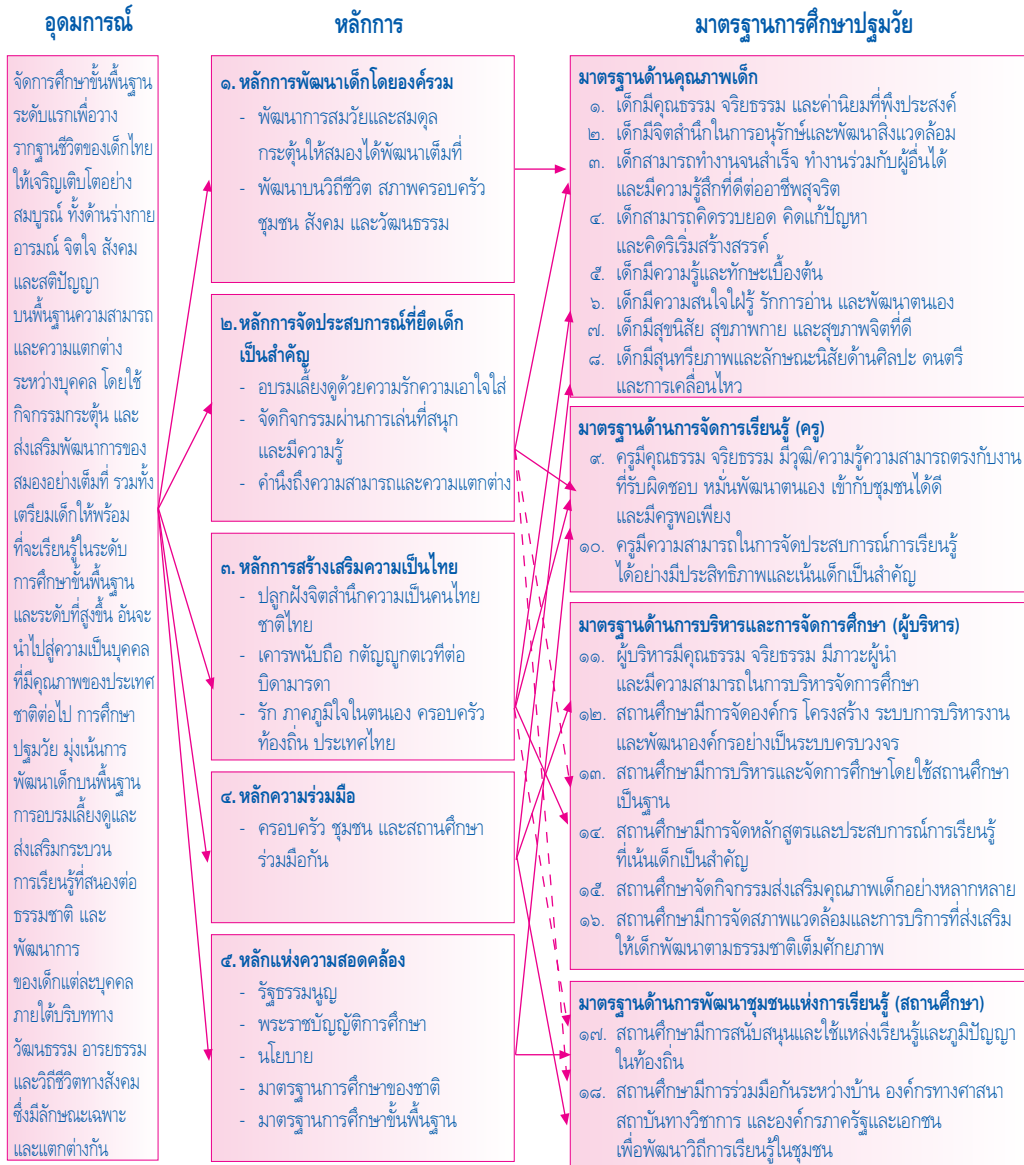 อุดมการณ์
จัดการศึกษาขั้นพื้นฐาน
ระดับแรกเพื่อวาง
รากฐานชีวิตของเด็กไทย
ให้เจริญเติบโตอย่าง
สมบูรณ์ ทั้งด้านร่างกาย
อารมณ์ จิตใจ สังคม
และสติปัญญา
บนพื้นฐานความสามารถ
และความแตกต่าง
ระหว่างบุคคล โดยใช้
กิจกรรมกระตุ้น และ
ส่งเสริมพัฒนาการของ
สมองอย่างเต็มที่ รวมทั้ง
เตรียมเด็กให้พร้อม
ที่จะเรียนรู้ในระดับ
การศึกษาขั้นพื้นฐาน
และระดับที่สูงขึ้น อันจะ
นำไปสู่ความเป็นบุคคล
ที่มีคุณภาพของประเทศ
ชาติต่อไป การศึกษา
ปฐมวัย มุ่งเน้นการ
พัฒนาเด็กบนพื้นฐาน
การอบรมเลี้ยงดูและ
ส่งเสริมกระบวน
การเรียนรู้ที่สนองต่อ
ธรรมชาติ และ
พัฒนาการ
ของเด็กแต่ละบุคคล
ภายใต้บริบททาง
วัฒนธรรม อารยธรรม
และวิถีชีวิตทางสังคม
ซึ่งมีลักษณะเฉพาะ
และแตกต่างกัน
หลักการ
๑. หลักการพัฒนาเด็กโดยองค์รวม
- พัฒนาการสมวัยและสมดุล
กระตุ้นให้สมองได้พัฒนาเต็มที่
- พัฒนาบนวิถีชีวิต สภาพครอบครัว
ชุมชน สังคม และวัฒนธรรม
๒. หลักการจัดประสบการณ์ที่ยึดเด็ก
เป็นสำคัญ
- อบรมเลี้ยงดูด้วยความรักความเอาใจใส่
- จัดกิจกรรมผ่านการเล่นที่สนุก
และมีความรู้
- คำนึงถึงความสามารถและความแตกต่าง
๓. หลักการสร้างเสริมความเป็นไทย
- ปลูกฝังจิตสำนึกความเป็นคนไทย
ชาติไทย
- เคารพนับถือ กตัญญูกตเวทีต่อ
บิดามารดา
- รัก ภาคภูมิใจในตนเอง ครอบครัว
ท้องถิ่น ประเทศไทย
๔. หลักความร่วมมือ
- ครอบครัว ชุมชน และสถานศึกษา
ร่วมมือกัน
๕. หลักแห่งความสอดคล้อง
- รัฐธรรมนูญ
- พระราชบัญญัติการศึกษา
- นโยบาย
- มาตรฐานการศึกษาของชาติ
- มาตรฐานการศึกษาขั้นพื้นฐาน
มาตรฐานการศึกษาปฐมวัย
มาตรฐานด้านคุณภาพเด็ก
๑. เด็กมีคุณธรรม จริยธรรม และค่านิยมที่พึงประสงค์
๒. เด็กมีจิตสำนึกในการอนุรักษ์และพัฒนาสิ่งแวดล้อม
๓. เด็กสามารถทำงานจนสำเร็จ ทำงานร่วมกับผู้อื่นได้
และมีความรู้สึกที่ดีต่ออาชีพสุจริต
๔. เด็กสามารถคิดรวบยอด คิดแก้ปัญหา
และคิดริเริ่มสร้างสรรค์
๕. เด็กมีความรู้และทักษะเบื้องต้น
๖. เด็กมีความสนใจใฝ่รู้ รักการอ่าน และพัฒนาตนเอง
๗. เด็กมีสุขนิสัย สุขภาพกาย และสุขภาพจิตที่ดี
๘. เด็กมีสุนทรียภาพและลักษณะนิสัยด้านศิลปะ ดนตรี
และการเคลื่อนไหว
มาตรฐานด้านการจัดการเรียนรู้ (ครู)
๙. ครูมีคุณธรรม จริยธรรม มีวุฒิ/ความรู้ความสามารถตรงกับงาน
ที่รับผิดชอบ หมั่นพัฒนาตนเอง เข้ากับชุมชนได้ดี
และมีครูพอเพียง
๑๐. ครูมีความสามารถในการจัดประสบการณ์การเรียนรู้
ได้อย่างมีประสิทธิภาพและเน้นเด็กเป็นสำคัญ
มาตรฐานด้านการบริหารและการจัดการศึกษา (ผู้บริหาร)
๑๑. ผู้บริหารมีคุณธรรม จริยธรรม มีภาวะผู้นำ
และมีความสามารถในการบริหารจัดการศึกษา
๑๒. สถานศึกษามีการจัดองค์กร โครงสร้าง ระบบการบริหารงาน
และพัฒนาองค์กรอย่างเป็นระบบครบวงจร
๑๓. สถานศึกษามีการบริหารและจัดการศึกษาโดยใช้สถานศึกษา
เป็นฐาน
๑๔. สถานศึกษามีการจัดหลักสูตรและประสบการณ์การเรียนรู้
ที่เน้นเด็กเป็นสำคัญ
๑๕. สถานศึกษาจัดกิจกรรมส่งเสริมคุณภาพเด็กอย่างหลากหลาย
๑๖. สถานศึกษามีการจัดสภาพแวดล้อมและการบริการที่ส่งเสริม
ให้เด็กพัฒนาตามธรรมชาติเต็มศักยภาพ
มาตรฐานด้านการพัฒนาชุมชนแห่งการเรียนรู้ (สถานศึกษา)
๑๗. สถานศึกษามีการสนับสนุนและใช้แหล่งเรียนรู้และภูมิปัญญา
ในท้องถิ่น
๑๘. สถานศึกษามีการร่วมมือกันระหว่างบ้าน องค์กรทางศาสนา
สถาบันทางวิชาการ และองค์กรภาครัฐและเอกชน
เพื่อพัฒนาวิถีการเรียนรู้ในชุมชน